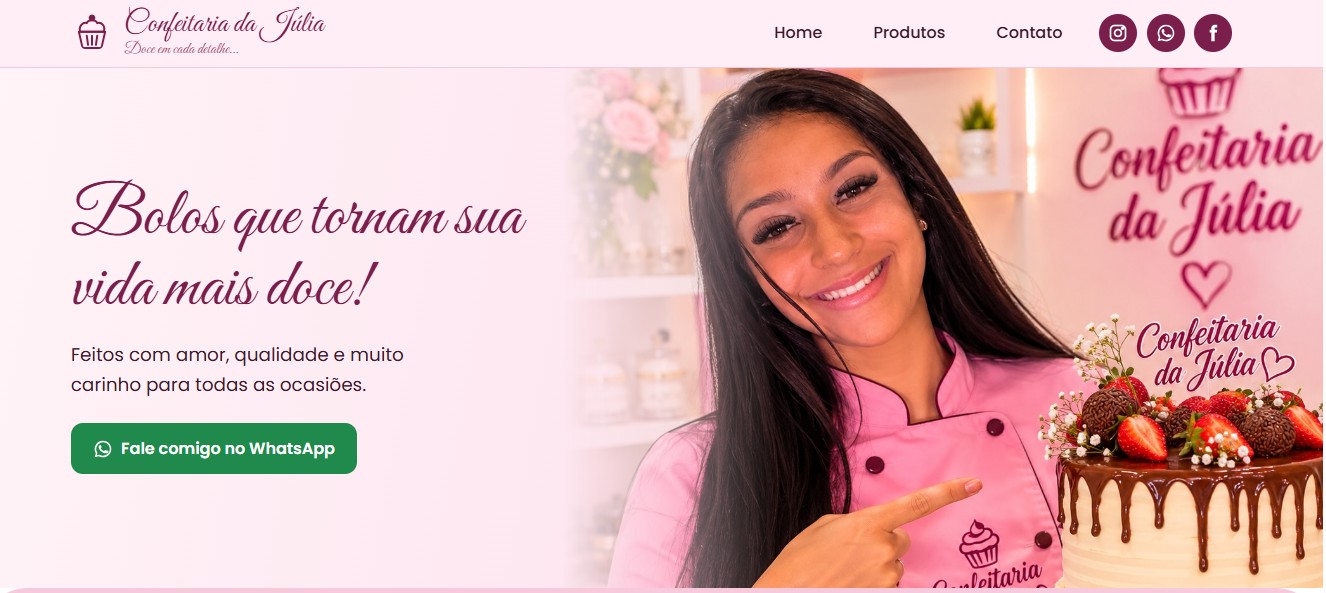 Confeitaria da Júlia
Doce em cada detalhe...
Home
Produtos
Contato
Bolos que tornam sua
vida mais doce!
Feitos com amor, qualidade e muito
carinho para todas as ocasiões.
Fale comigo no WhatsApp
Confeitaria
da Júlia
Confeitaria
da Júlia
Confeitaria